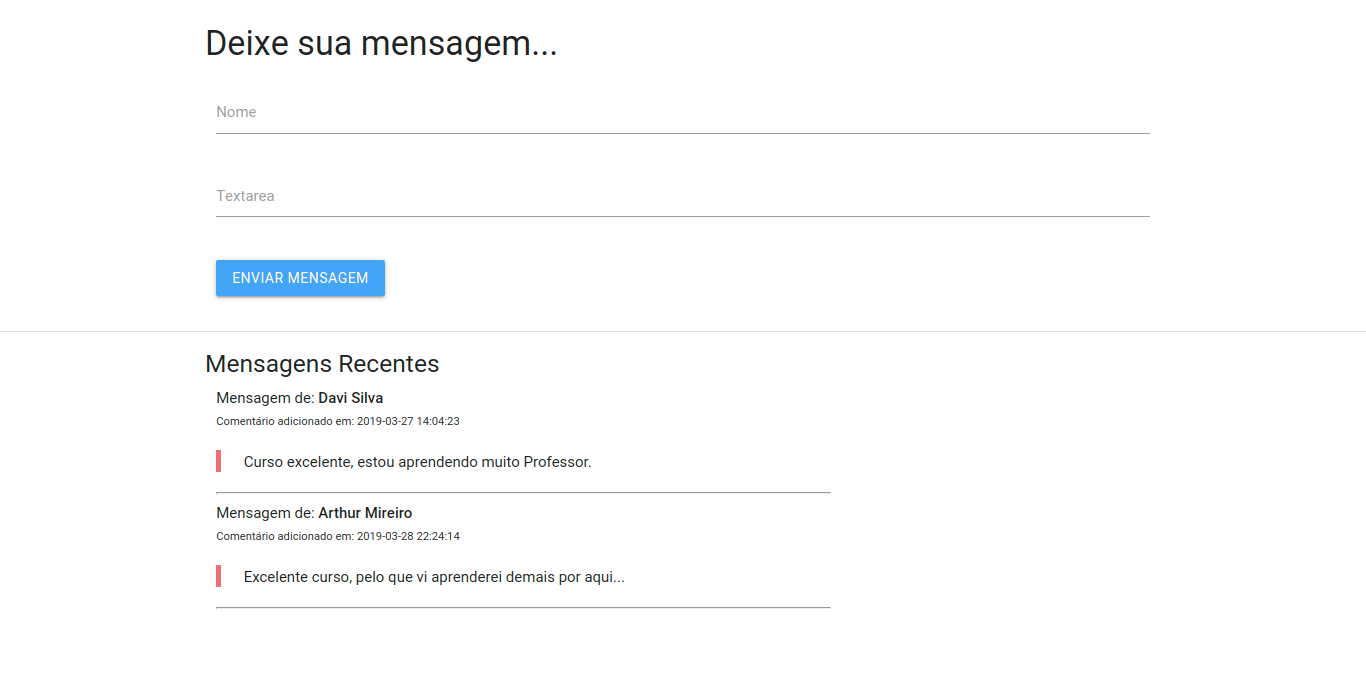 Deixe sua mensagem...
Nome
Textarea
ENVIAR MENSAGEM
Mensagens Recentes
Mensagem de: Davi Silva
Comentário adicionado em: 2019-03-27 14:04:23
Curso excelente, estou aprendendo muito Professor.
Mensagem de: Arthur Mireiro
Comentário adicionado em: 2019-03-28 22:24:14
Excelente curso, pelo que vi aprenderei demais por aqui...